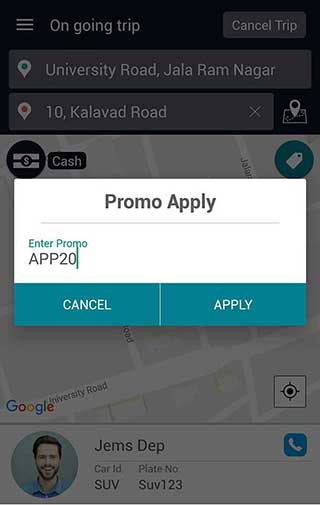 On going trip
Cancel Trip
University Road, Jala Ram Nagar
10, Kalavad Road
Cash
Promo Apply
Enter Promo
APP20
CANCEL
APPLY
University Road
Google
Jems Dep
Car Id. Plate No.
SUV Suv123